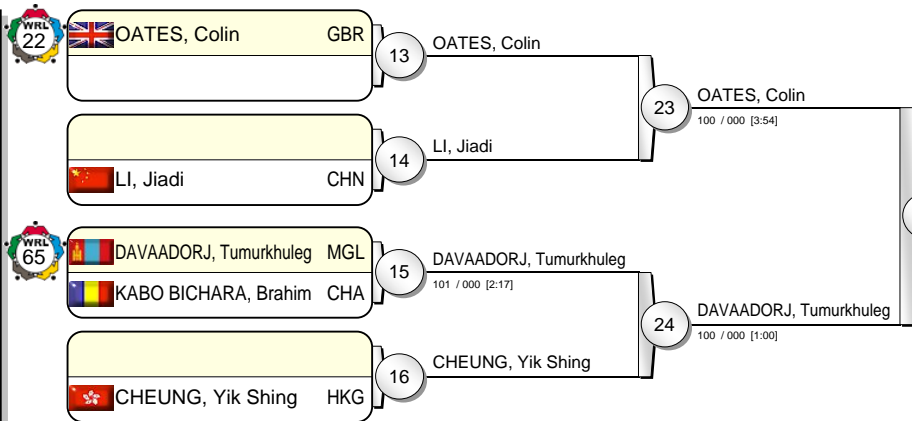 WRL
22
OATES, Colin GBR
13
OATES, Colin
23
OATES, Colin
100 / 000 [3:54]
LI, Jiadi CHN
14
LI, Jiadi
WRL
65
DAVAADORJ, Tumurkhuleg MGL
KABO BICHARA, Brahim CHA
15
DAVAADORJ, Tumurkhuleg
101 / 000 [2:17]
24
DAVAADORJ, Tumurkhuleg
100 / 000 [1:00]
CHEUNG, Yik Shing HKG
16
CHEUNG, Yik Shing